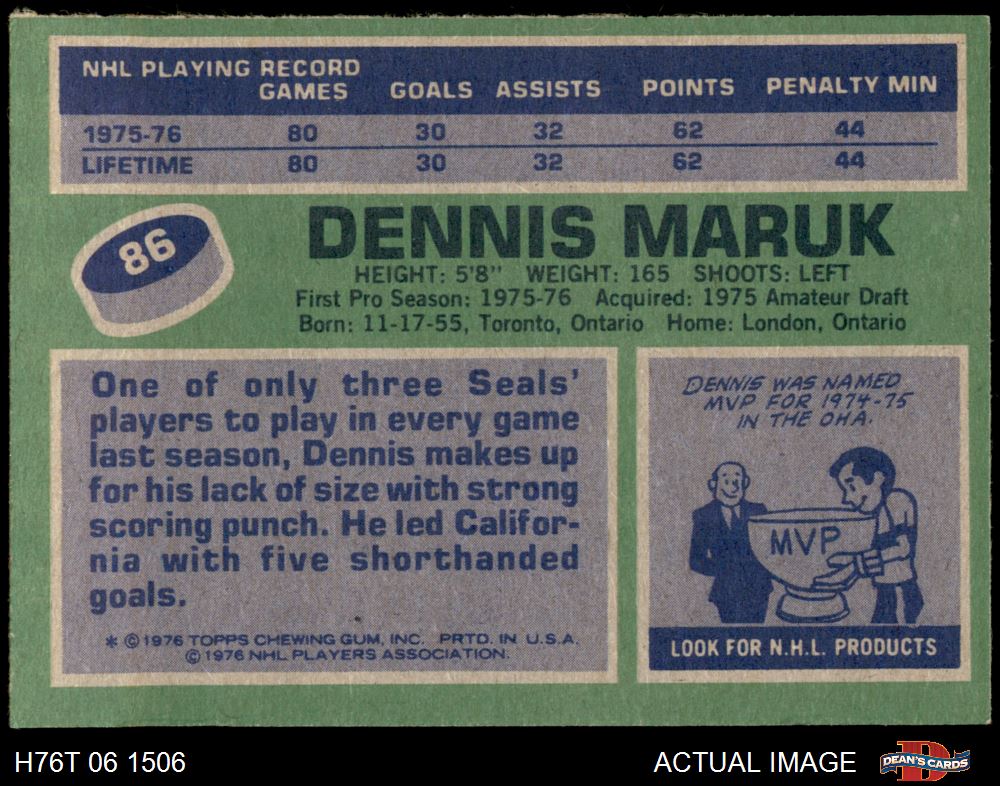 NHL PLAYING RECORD
GAMES GOALS ASSISTS POINTS PENALTY MIN
1975-76 80 30 32 62 44
LIFETIME 80 30 32 62 44
86
DENNIS MARUK
HEIGHT: 5'8" WEIGHT: 165 SHOOTS: LEFT
First Pro Season: 1975-76 Acquired: 1975 Amateur Draft
Born: 11-17-55, Toronto, Ontario Home: London, Ontario
One of only three Seals'
players to play in every game
last season, Dennis makes up
for his lack of size with strong
scoring punch. He led Califor-
nia with five shorthanded
goals.
* © 1976 TOPPS CHEWING GUM, INC. PRTD. IN U.S.A.
© 1976 NHL PLAYERS ASSOCIATION.
DENNIS WAS NAMED
MVP FOR 1974-75
IN THE OHA.
MVP
LOOK FOR N.H.L. PRODUCTS
H76T 06 1506
ACTUAL IMAGE
D
DEAN'S CARDS